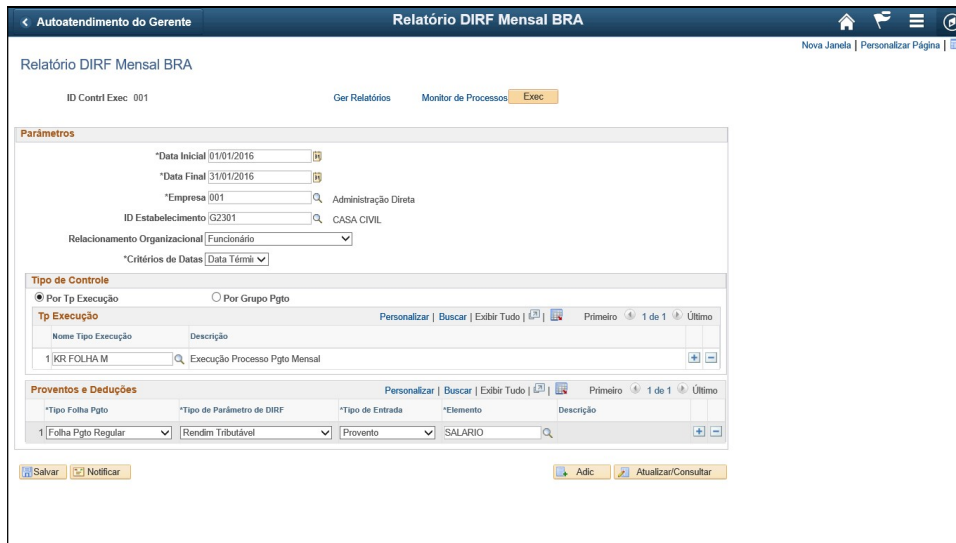 Autoatendimento do Gerente
Relatório DIRF Mensal BRA
Nova Janela | Personalizar Página |
Relatório DIRF Mensal BRA
ID Contrl Exec 001 Ger Relatórios Monitor de Processos Exec
Parâmetros
*Data Inicial 01/01/2016
*Data Final 31/01/2016
*Empresa 001 Administração Direta
ID Estabelecimento G2301 CASA CIVIL
Relacionamento Organizacional Funcionário
*Critérios de Datas Data Térmi
Tipo de Controle
Por Tp Execução Por Grupo Pgto
Tp Execução Personalizar | Buscar | Exibir Tudo | | Primeiro 1 de 1 Último
Nome Tipo Execução Descrição
1 KR FOLHA M Execução Processo Pgto Mensal
Proventos e Deduções Personalizar | Buscar | Exibir Tudo | | Primeiro 1 de 1 Último
*Tipo Folha Pgto *Tipo de Parâmetro de DIRF *Tipo de Entrada *Elemento Descrição
1 Folha Pgto Regular Rendim Tributável Provento SALARIO
Salvar Notificar Adic Atualizar/Consultar